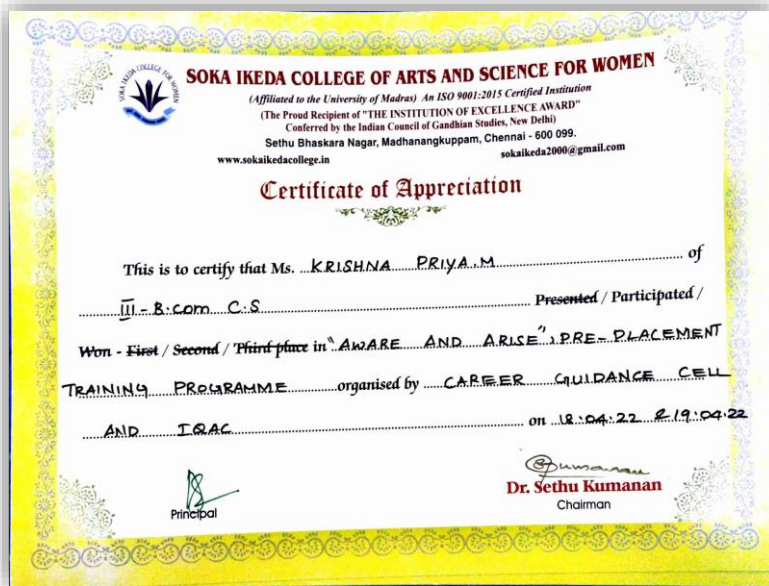 SOKA IKEDA COLLEGE FOR WOMEN
SOKA IKEDA COLLEGE OF ARTS AND SCIENCE FOR WOMEN
(Affiliated to the University of Madras) An ISO 9001:2015 Certified Institution
(The Proud Recipient of "THE INSTITUTION OF EXCELLENCE AWARD"
Conferred by the Indian Council of Gandhian Studies, New Delhi)
Sethu Bhaskara Nagar, Madhanangkuppam, Chennai - 600 099.
www.sokaikedacollege.in sokaikeda2000@gmail.com
Certificate of Appreciation
This is to certify that Ms. KRISHNA PRIYA.M of
III - B.com C.S Presented / Participated /
Won - First / Second / Third place in "AWARE AND ARISE", PRE-PLACEMENT
TRAINING PROGRAMME organised by CAREER GUIDANCE CELL
AND IQAC on 18.04.22 & 19.04.22
Principal
Dr. Sethu Kumanan
Chairman